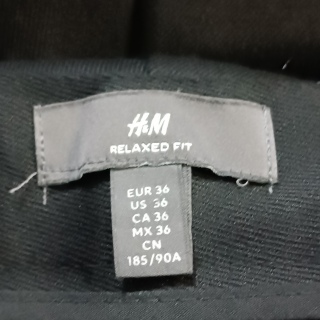 H&M
RELAXED FIT
EUR 36
US 36
CA 36
MX 36
CN
185/90A